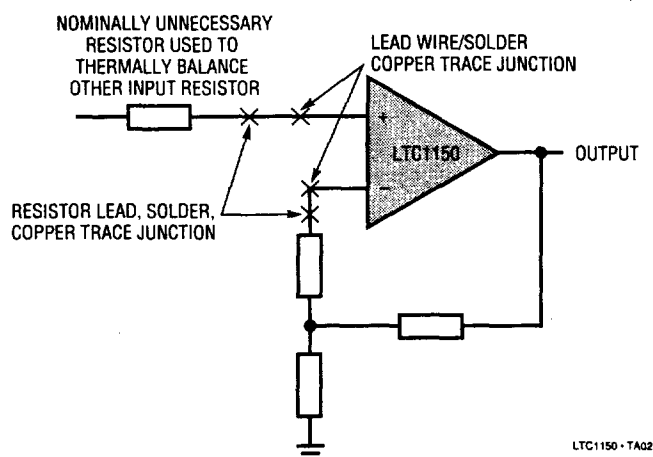 NOMINALLY UNNECESSARY
RESISTOR USED TO
THERMALLY BALANCE
OTHER INPUT RESISTOR
LEAD WIRE/SOLDER
COPPER TRACE JUNCTION
+
LTC1150
−
OUTPUT
RESISTOR LEAD, SOLDER,
COPPER TRACE JUNCTION
LTC1150 • TA02